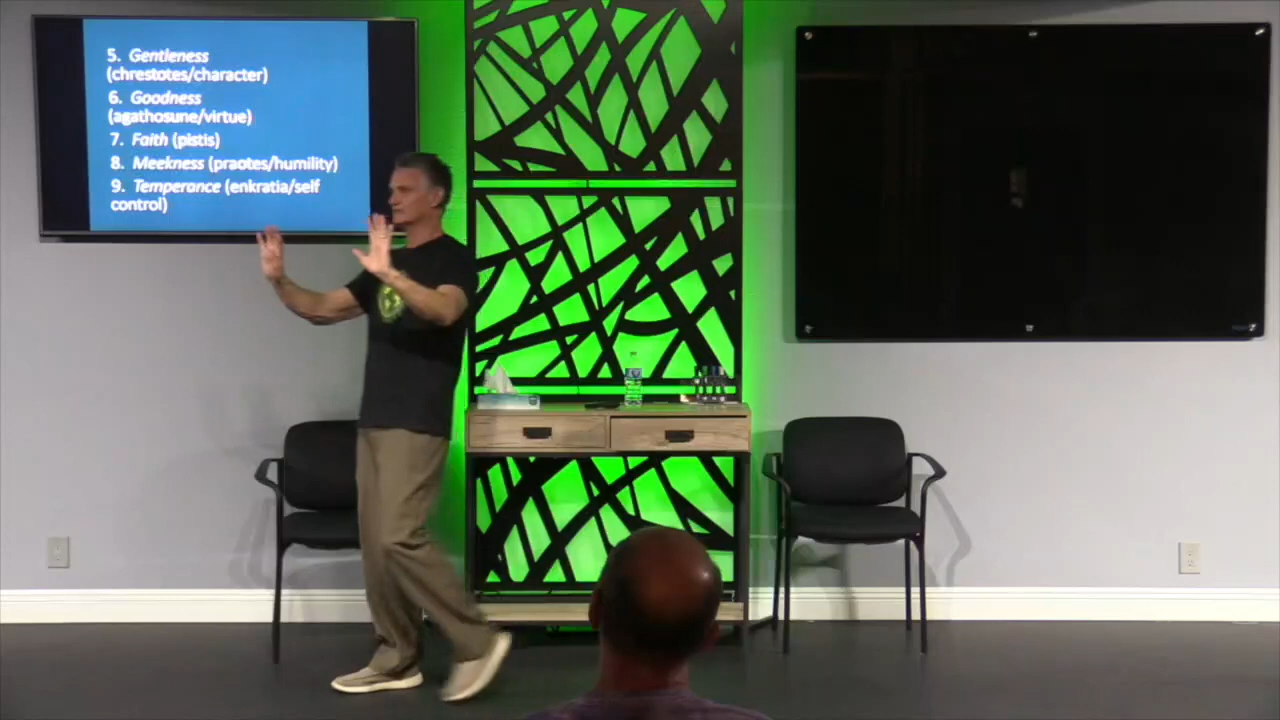 5. Gentleness
(chrestotes/character)
6. Goodness
(agathosune/virtue)
7. Faith (pistis)
8. Meekness (praotes/humility)
9. Temperance (enkratia/self
control)